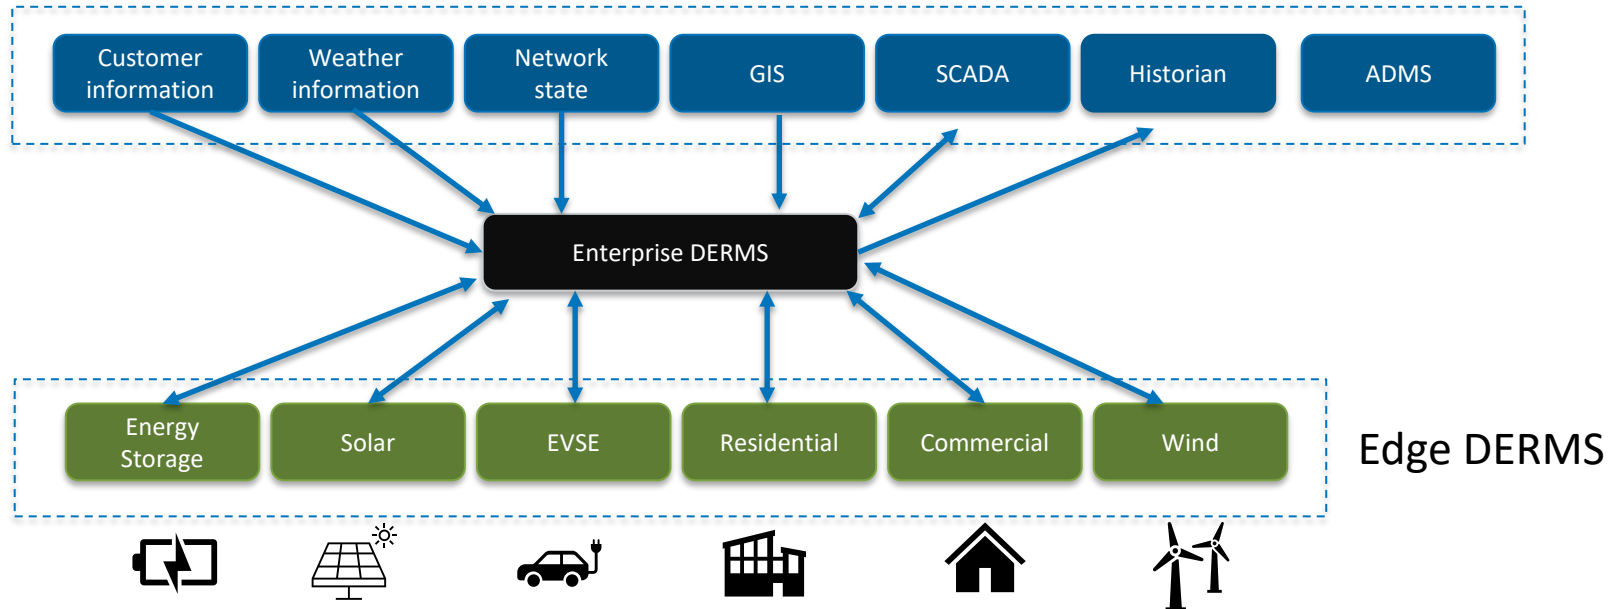 Customer
information
Weather
information
Network
state
GIS
SCADA
Historian
ADMS
Enterprise DERMS
Energy
Storage
Solar
EVSE
Residential
Commercial
Wind
Edge DERMS